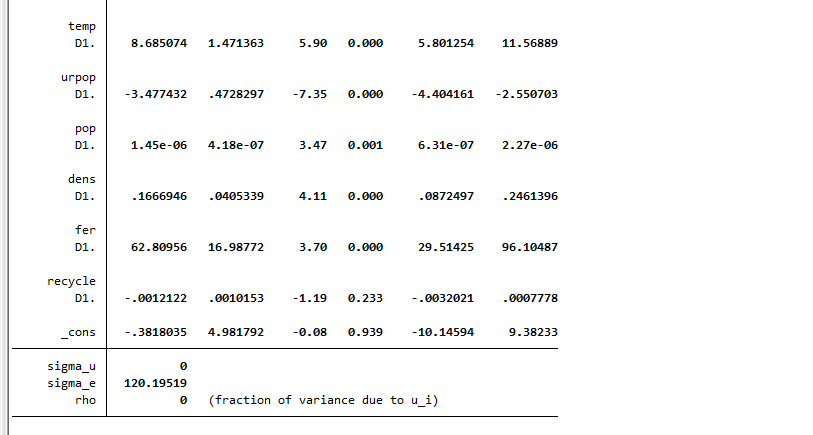 temp
D1. 8.685074 1.471363 5.90 0.000 5.801254 11.56889
urpop
D1. -3.477432 .4728297 -7.35 0.000 -4.404161 -2.550703
pop
D1. 1.45e-06 4.18e-07 3.47 0.001 6.31e-07 2.27e-06
dens
D1. .1666946 .0405339 4.11 0.000 .0872497 .2461396
fer
D1. 62.80956 16.98772 3.70 0.000 29.51425 96.10487
recycle
D1. -.0012122 .0010153 -1.19 0.233 -.0032021 .0007778
_cons -.3818035 4.981792 -0.08 0.939 -10.14594 9.38233
sigma_u 0
sigma_e 120.19519
rho 0 (fraction of variance due to u_i)